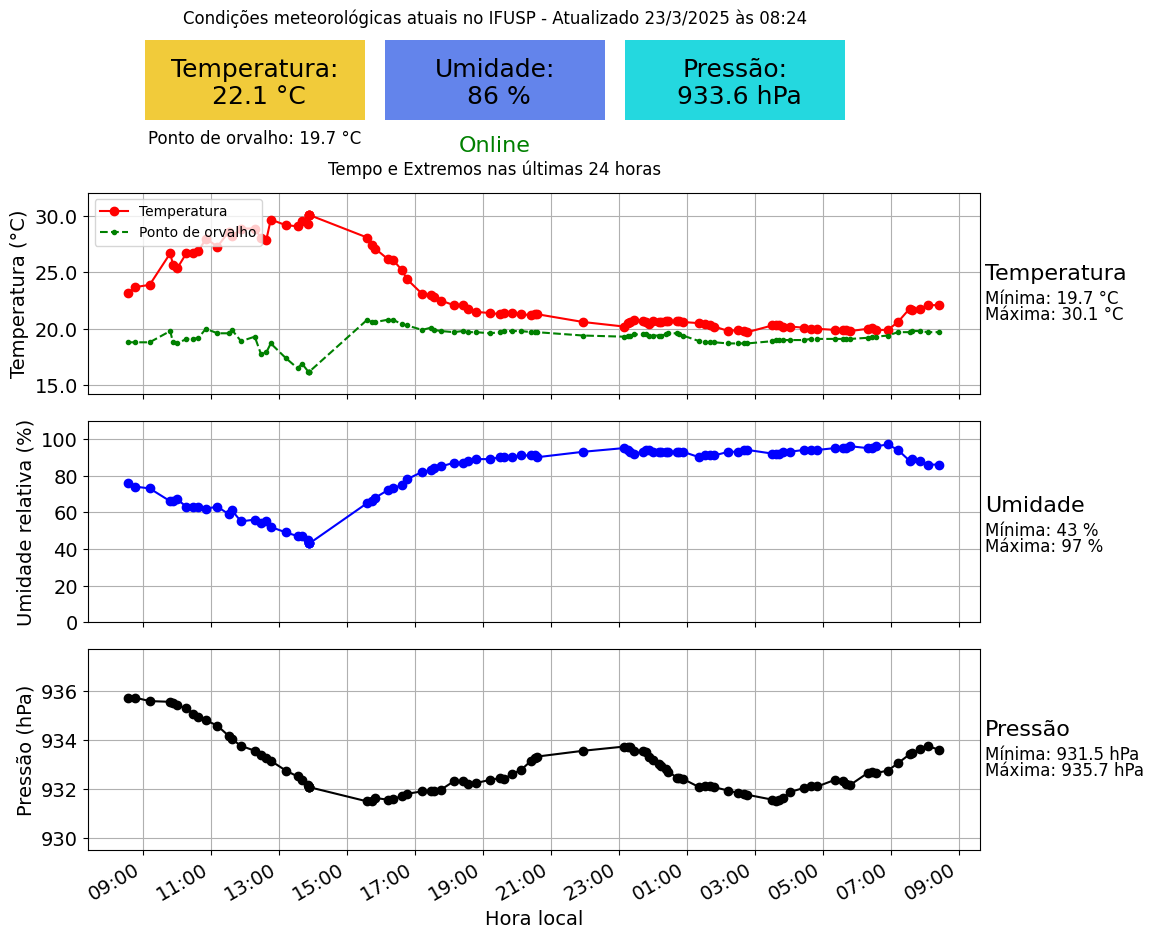 Condições meteorológicas atuais no IFUSP - Atualizado 23/3/2025 às 08:24
Temperatura:
22.1 °C
Umidade:
86 %
Pressão:
933.6 hPa
Ponto de orvalho: 19.7 °C
Online
Tempo e Extremos nas últimas 24 horas
Temperatura (°C)
30.0
25.0
20.0
15.0
Temperatura
Ponto de orvalho
Temperatura
Mínima: 19.7 °C
Máxima: 30.1 °C
Umidade relativa (%)
100
80
60
40
20
0
Umidade
Mínima: 43 %
Máxima: 97 %
Pressão (hPa)
936
934
932
930
Pressão
Mínima: 931.5 hPa
Máxima: 935.7 hPa
09:00 11:00 13:00 15:00 17:00 19:00 21:00 23:00 01:00 03:00 05:00 07:00 09:00
Hora local